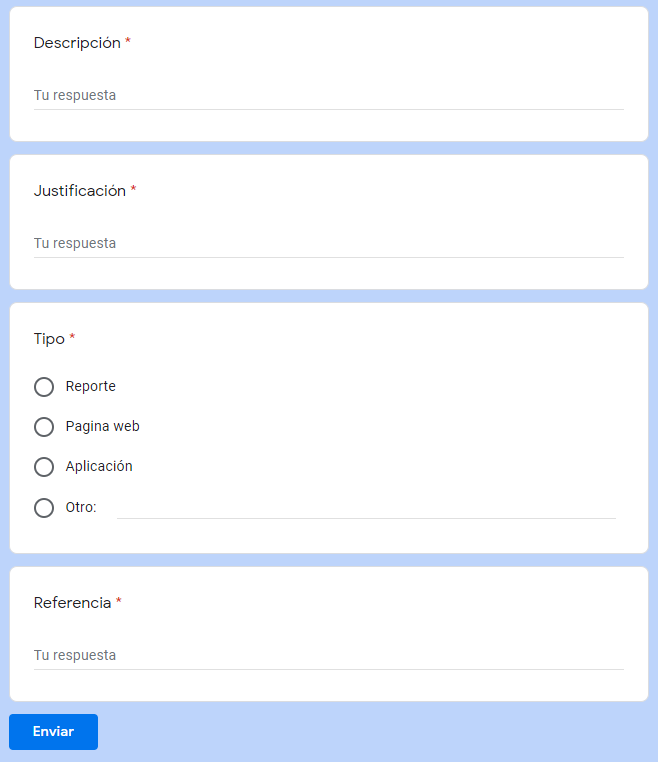 Descripción *
Tu respuesta
Justificación *
Tu respuesta
Tipo *
Reporte
Pagina web
Aplicación
Otro:
Referencia *
Tu respuesta
Enviar